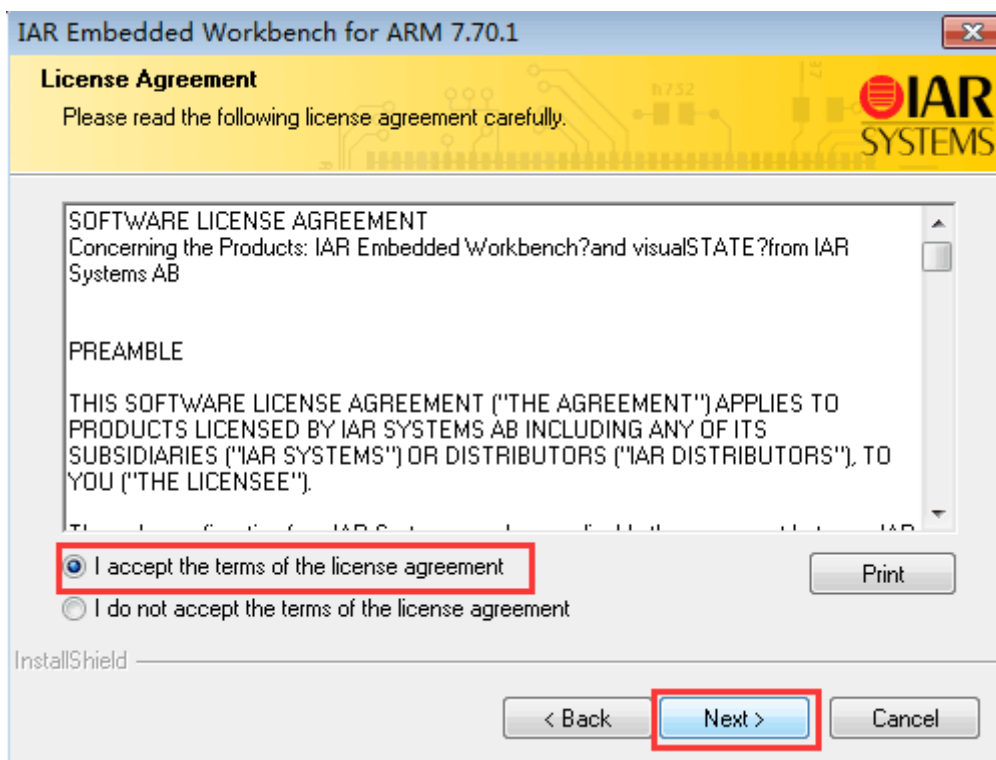 IAR Embedded Workbench for ARM 7.70.1
License Agreement
Please read the following license agreement carefully.
h732
IAR
SYSTEMS
SOFTWARE LICENSE AGREEMENT
Concerning the Products: IAR Embedded Workbench?and visualSTATE?from IAR
Systems AB
PREAMBLE
THIS SOFTWARE LICENSE AGREEMENT ("THE AGREEMENT") APPLIES TO
PRODUCTS LICENSED BY IAR SYSTEMS AB INCLUDING ANY OF ITS
SUBSIDIARIES ("IAR SYSTEMS") OR DISTRIBUTORS ("IAR DISTRIBUTORS"), TO
YOU ("THE LICENSEE").
I accept the terms of the license agreement
Print
I do not accept the terms of the license agreement
InstallShield
< Back
Next >
Cancel